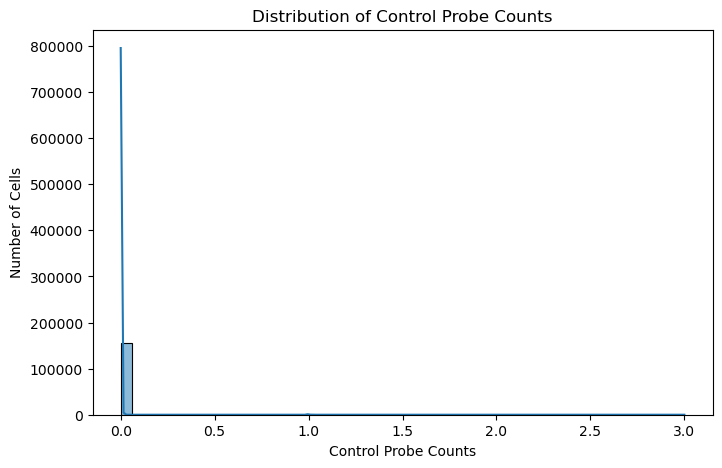 Distribution of Control Probe Counts
800000
700000
600000
500000
400000
300000
200000
100000
0
Number of Cells
0.0 0.5 1.0 1.5 2.0 2.5 3.0
Control Probe Counts